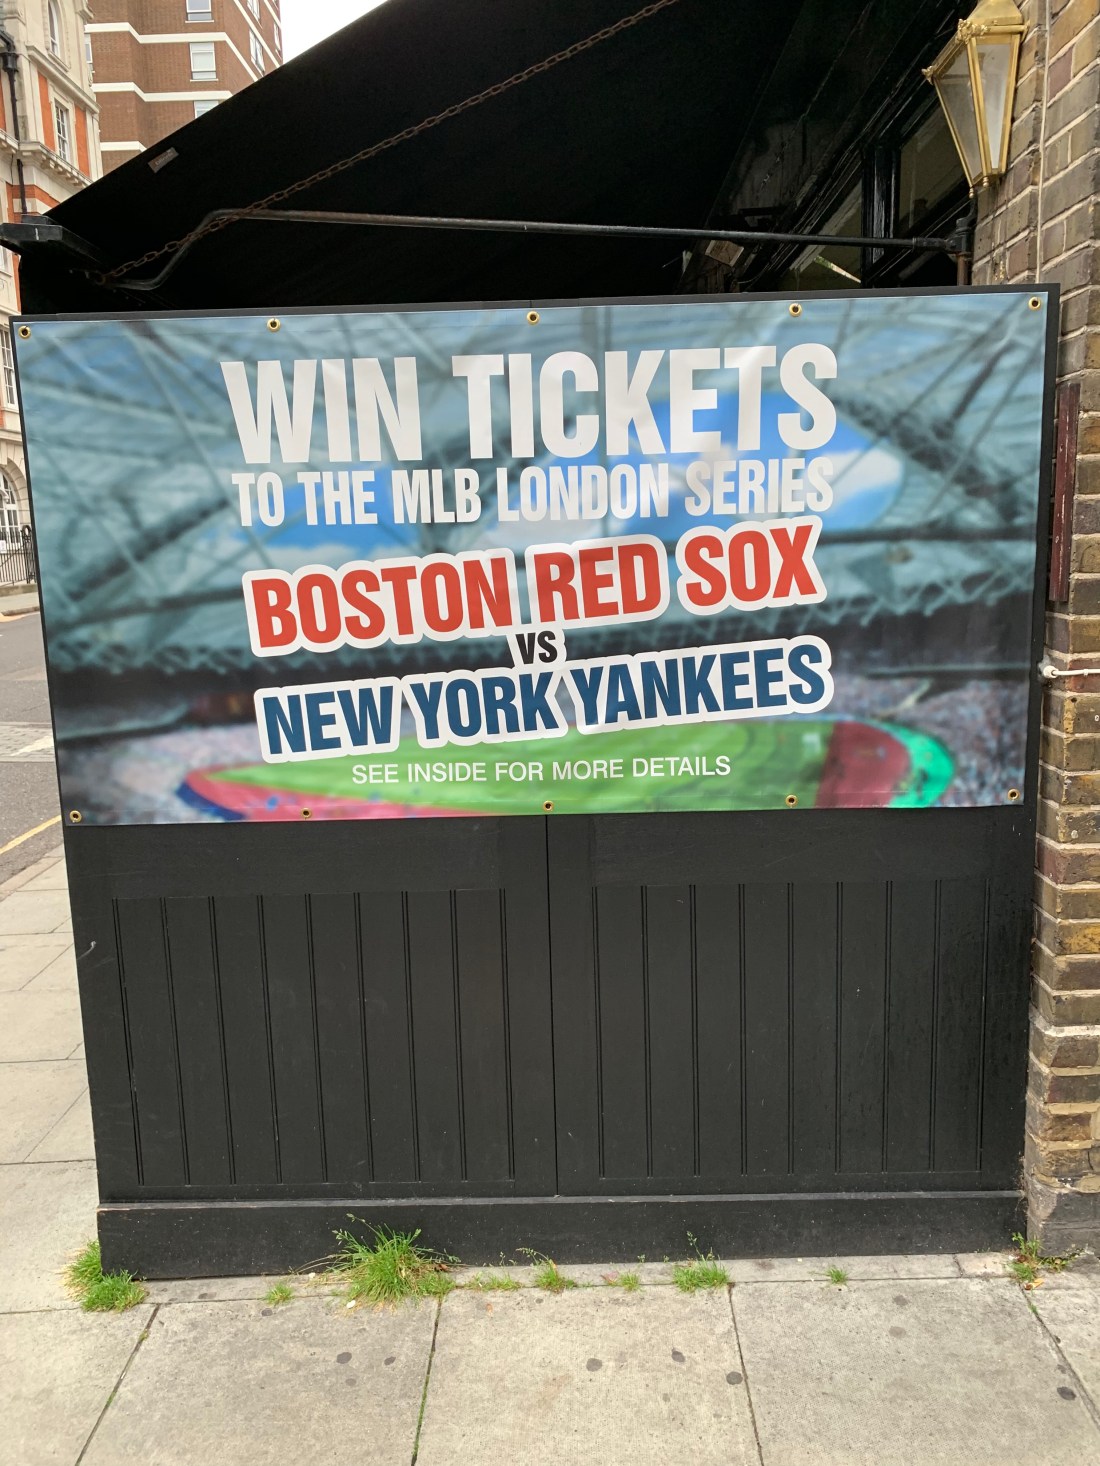 WIN TICKETS
TO THE MLB LONDON SERIES
BOSTON RED SOX
VS
NEW YORK YANKEES
SEE INSIDE FOR MORE DETAILS